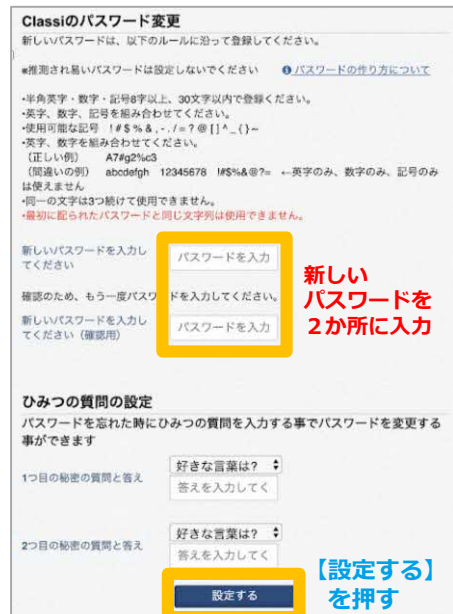 Classiのパスワード変更
新しいパスワードは、以下のルールに沿って登録してください。
*推測され易いパスワードは設定しないでください パスワードの作り方について
・半角英字・数字・記号8字以上、30文字以内で登録ください。
・英字、数字、記号を組み合わせてください。
・使用可能な記号 !#$%&,-./=?@[]^_{}~
・英字、数字を組み合わせてください。
(正しい例) A7#g2%c3
(間違いの例) abcdefgh 12345678 !#$%&@?= ←英字のみ、数字のみ、記号のみ
は使えません
・同一の文字は3つ続けて使用できません。
・最初に配られたパスワードと同じ文字列は使用できません。
新しいパスワードを入力し
てください
パスワードを入力
確認のため、もう一度パスワードを入力してください。
新しいパスワードを入力し
てください(確認用)
パスワードを入力
新しい
パスワードを
2か所に入力
ひみつの質問の設定
パスワードを忘れた時にひみつの質問を入力する事でパスワードを変更する
事ができます
好きな言葉は?
1つ目の秘密の質問と答え
答えを入力してく
好きな言葉は?
2つ目の秘密の質問と答え
答えを入力してく
設定する
【設定する】
を押す